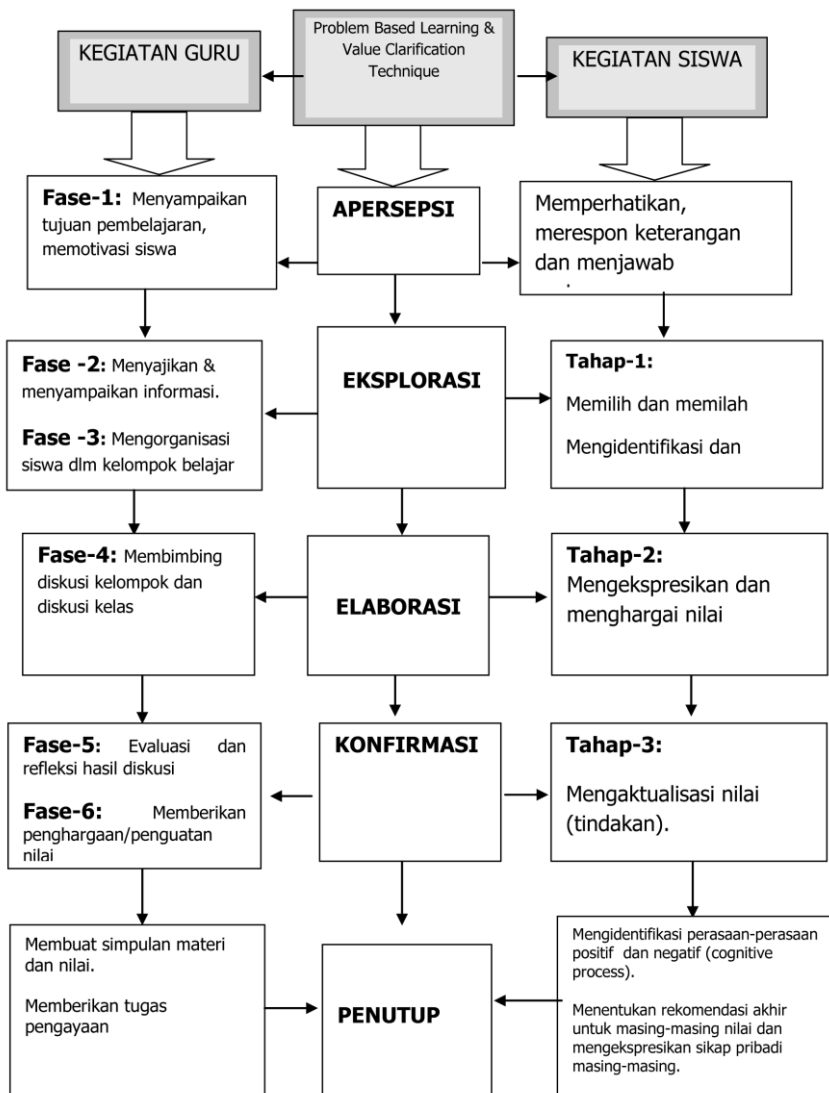 KEGIATAN GURU
Problem Based Learning &
Value Clarification
Technique
KEGIATAN SISWA
Fase-1: Menyampaikan
tujuan pembelajaran,
memotivasi siswa
APERSEPSI
Memperhatikan,
merespon keterangan
dan menjawab
Fase -2: Menyajikan &
menyampaikan informasi.
Fase -3: Mengorganisasi
siswa dlm kelompok belajar
EKSPLORASI
Tahap-1:
Memilih dan memilah
Mengidentifikasi dan
Fase-4: Membimbing
diskusi kelompok dan
diskusi kelas
ELABORASI
Tahap-2:
Mengekspresikan dan
menghargai nilai
Fase-5: Evaluasi dan
refleksi hasil diskusi
Fase-6: Memberikan
penghargaan/penguatan
nilai
KONFIRMASI
Tahap-3:
Mengaktualisasi nilai
(tindakan).
Membuat simpulan materi
dan nilai.
Memberikan tugas
pengayaan
PENUTUP
Mengidentifikasi perasaan-perasaan
positif dan negatif (cognitive
process).
Menentukan rekomendasi akhir
untuk masing-masing nilai dan
mengekspresikan sikap pribadi
masing-masing.